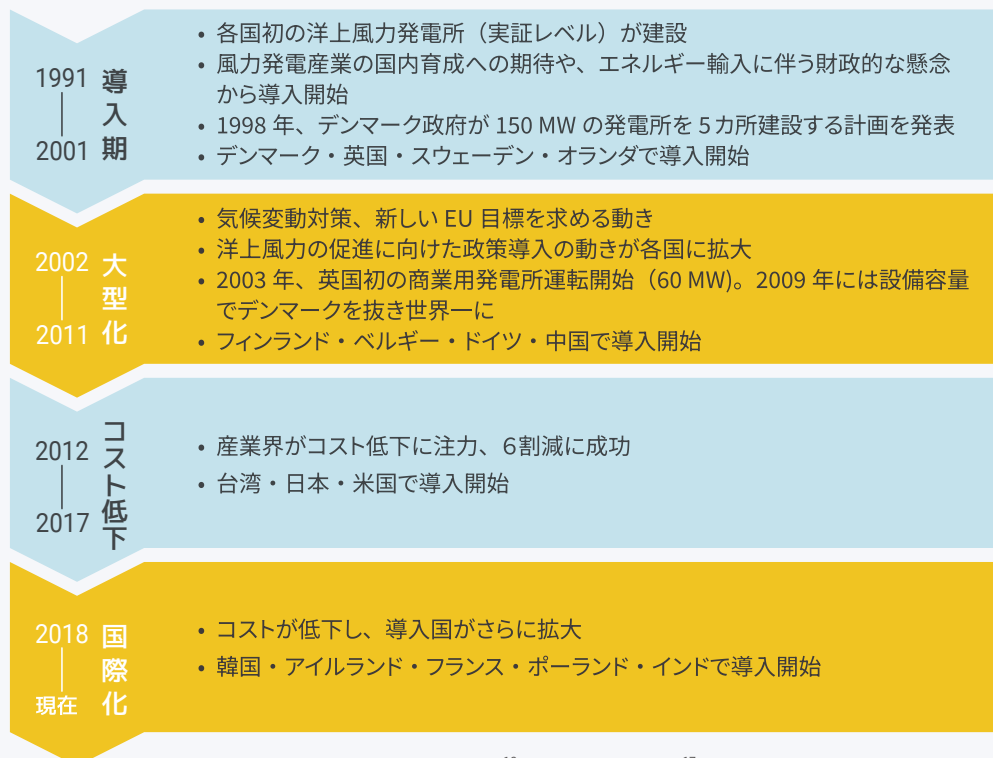 1991
2001
導入期
• 各国初の洋上風力発電所（実証レベル）が建設
• 風力発電産業の国内育成への期待や、エネルギー輸入に伴う財政的な懸念
から導入開始
• 1998 年、デンマーク政府が 150 MW の発電所を 5カ所建設する計画を発表
• デンマーク・英国・スウェーデン・オランダで導入開始
2002
2011
大型化
• 気候変動対策、新しい EU 目標を求める動き
• 洋上風力の促進に向けた政策導入の動きが各国に拡大
• 2003 年、英国初の商業用発電所運転開始（60 MW)。2009 年には設備容量
でデンマークを抜き世界一に
• フィンランド・ベルギー・ドイツ・中国で導入開始
2012
2017
コスト低下
• 産業界がコスト低下に注力、６割減に成功
• 台湾・日本・米国で導入開始
2018
現在
国際化
• コストが低下し、導入国がさらに拡大
• 韓国・アイルランド・フランス・ポーランド・インドで導入開始